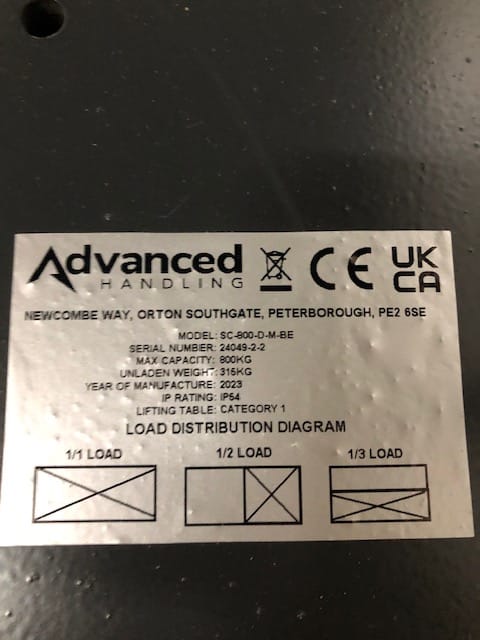 Advanced
HANDLING
CE
UK
CA
NEWCOMBE WAY, ORTON SOUTHGATE, PETERBOROUGH, PE2 6SE
MODEL: SC-800-D-M-BE
SERIAL NUMBER: 24049-2-2
MAX CAPACITY: 800KG
UNLADEN WEIGHT: 315KG
YEAR OF MANUFACTURE: 2023
IP RATING: IP54
LIFTING TABLE: CATEGORY 1
LOAD DISTRIBUTION DIAGRAM
1/1 LOAD
1/2 LOAD
1/3 LOAD